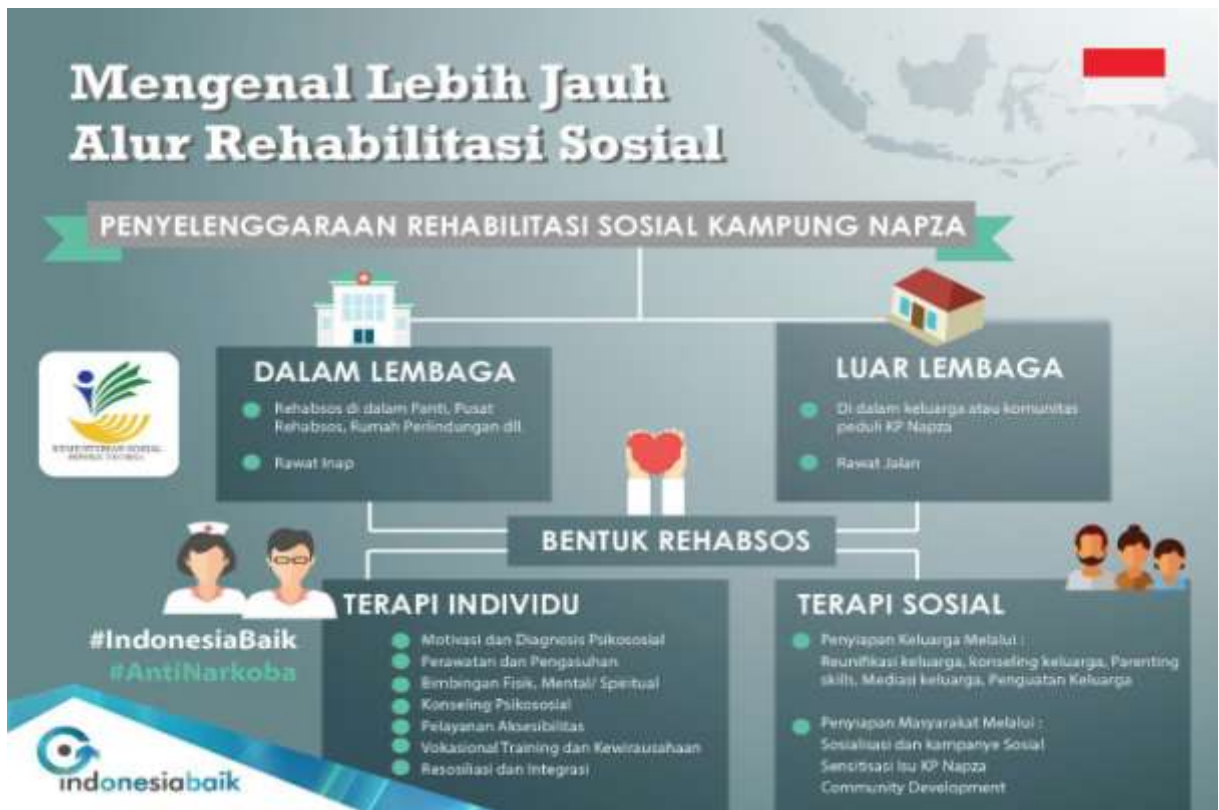 Mengenal Lebih Jauh
Alur Rehabilitasi Sosial
PENYELENGGARAAN REHABILITASI SOSIAL KAMPUNG NAPZA
DALAM LEMBAGA
Rehabsos di dalam Panti, Pusat
Rehabsos, Rumah Perlindungan dll.
Rawat Inap
LUAR LEMBAGA
Di dalam keluarga atau komunitas
peduli KP Napza
Rawat Jalan
KEMENTERIAN SOSIAL
BENTUK REHABSOS
#IndonesiaBaik
#AntiNarkoba
TERAPI INDIVIDU
Motivasi dan Diagnosis Psikososial
Perawatan dan Pengasuhan
Bimbingan Fisik, Mental/ Speritual
Konseling Psikososial
Pelayanan Aksesibilitas
Vokasional Training dan Kewirausahaan
Resosiliasi dan Integrasi
TERAPI SOSIAL
Penyiapan Keluarga Melalui :
Reunifikasi keluarga, konseling keluarga, Parenting
skills, Mediasi keluarga, Penguatan Keluarga
Penyiapan Masyarakat Melalui :
Sosialisasi dan kampanye Sosial
Sensitisasi Isu KP Napza
Community Development
indonesiabaik